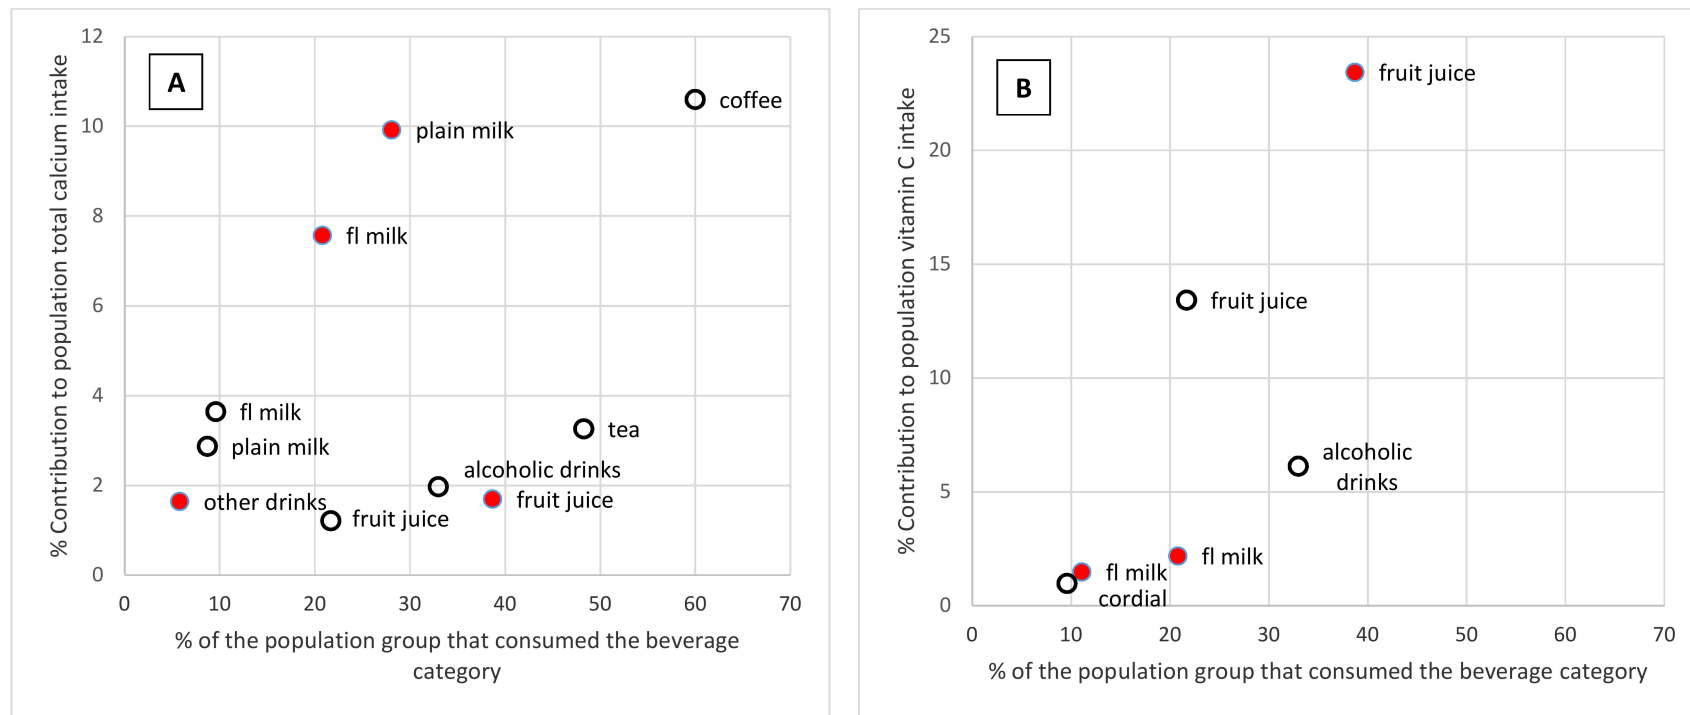 A
% Contribution to population total calcium intake
12
10
8
6
4
2
0
coffee
plain milk
fl milk
fl milk
tea
plain milk
alcoholic drinks
other drinks
fruit juice
fruit juice
0 10 20 30 40 50 60 70
% of the population group that consumed the beverage
category
B
% Contribution to population vitamin C intake
25
20
15
10
5
0
fruit juice
fruit juice
alcoholic
drinks
fl milk
fl milk
cordial
0 10 20 30 40 50 60 70
% of the population group that consumed the beverage category